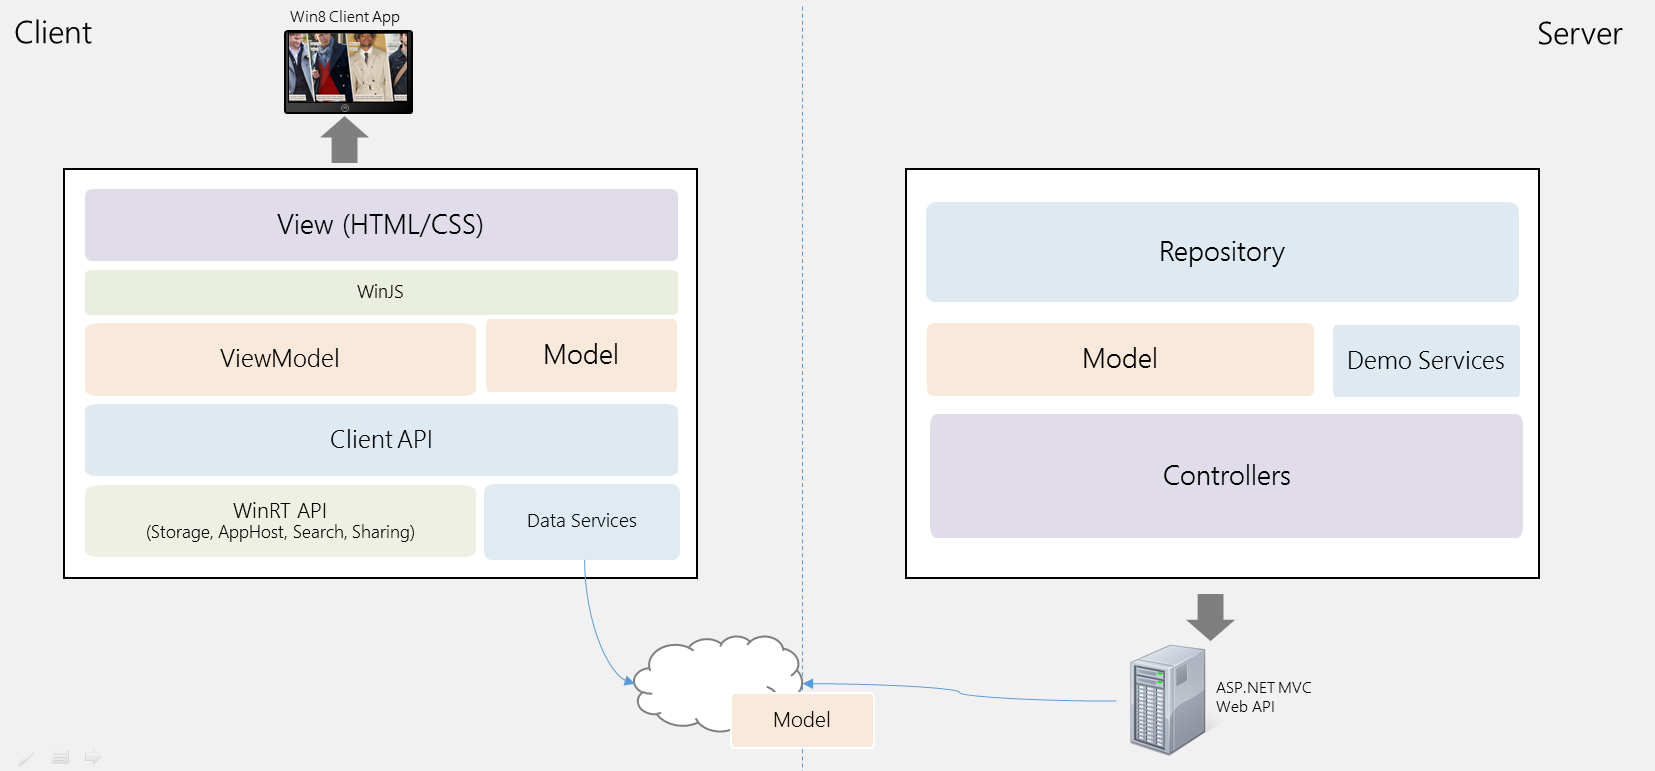 Client
Win8 Client App
Server
View (HTML/CSS)
WinJS
ViewModel
Model
Client API
WinRT API
(Storage, AppHost, Search, Sharing)
Data Services
Repository
Model
Demo Services
Controllers
Model
ASP.NET MVC
Web API